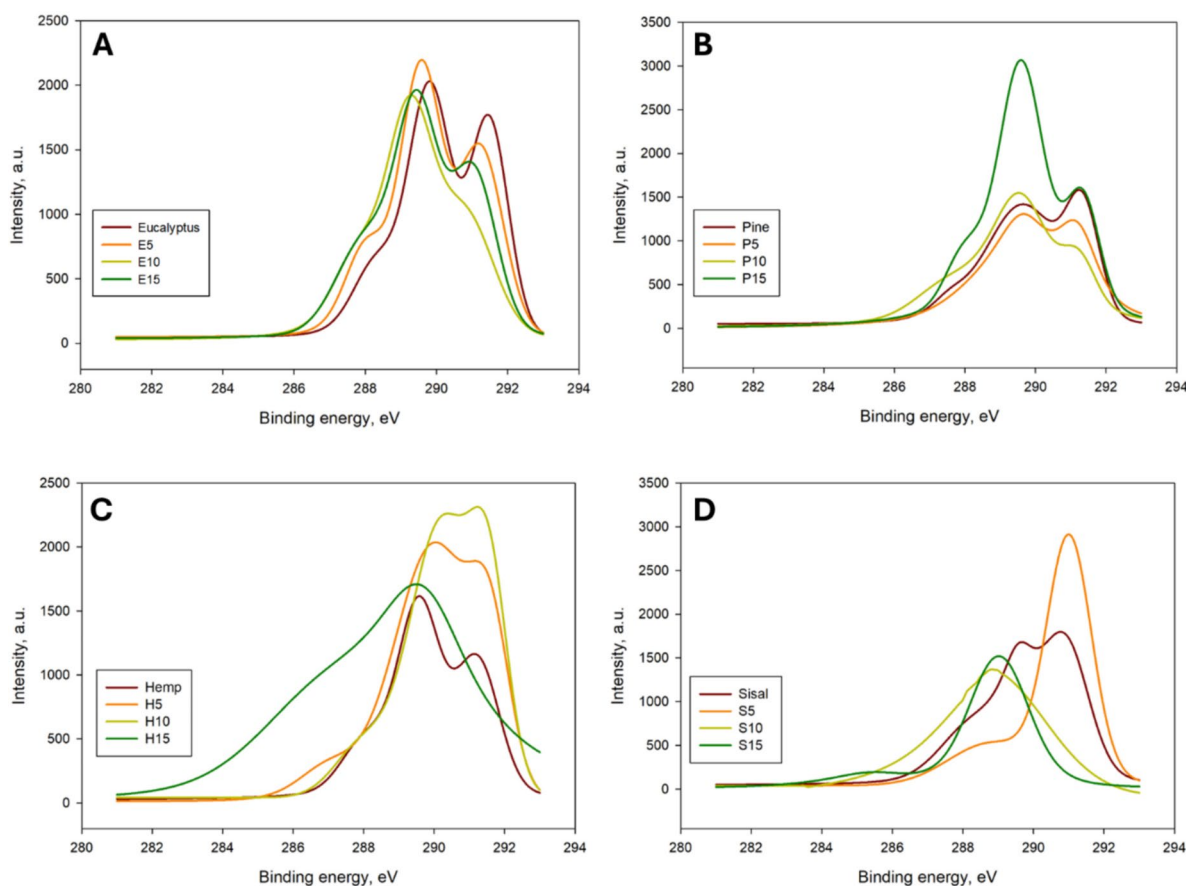 A
Intensity, a.u.
2500
2000
1500
1000
500
0
Eucalyptus
E5
E10
E15
280 282 284 286 288 290 292 294
Binding energy, eV
B
Intensity, a.u.
3500
3000
2500
2000
1500
1000
500
0
Pine
P5
P10
P15
280 282 284 286 288 290 292 294
Binding energy, eV
C
Intensity, a.u.
2500
2000
1500
1000
500
0
Hemp
H5
H10
H15
280 282 284 286 288 290 292 294
Binding energy, eV
D
Intensity, a.u.
3500
3000
2500
2000
1500
1000
500
0
Sisal
S5
S10
S15
280 282 284 286 288 290 292 294
Binding energy, eV